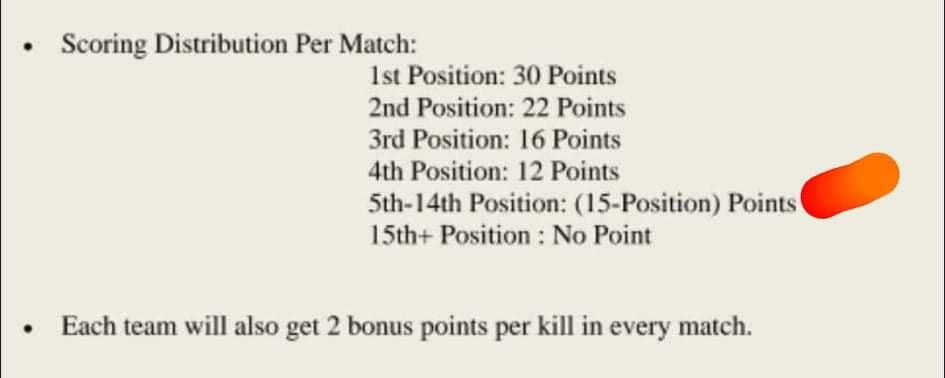 • Scoring Distribution Per Match:
1st Position: 30 Points
2nd Position: 22 Points
3rd Position: 16 Points
4th Position: 12 Points
5th-14th Position: (15-Position) Points
15th+ Position : No Point
• Each team will also get 2 bonus points per kill in every match.